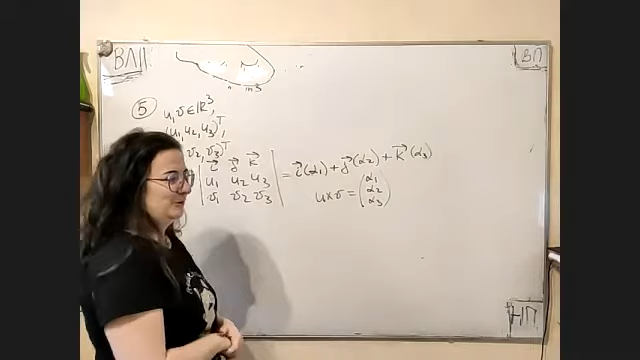 ВЛП
ВП
5 u, v ∈ ℝ³,
(u₁, u₂, u₃)ᵀ,
v₂, v₃)ᵀ
i⃗ j⃗ k⃗
u₁ u₂ u₃ = i⃗(α₁) + j⃗(α₂) + k⃗(α₃)
v₁ v₂ v₃
u×v = (α₁
α₂
α₃)
НП